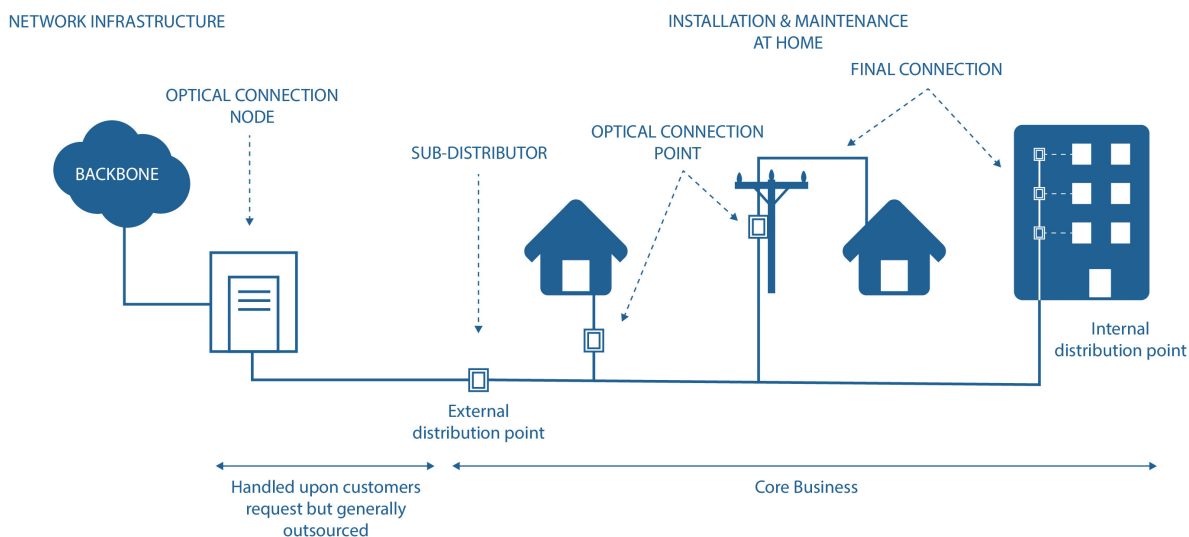 NETWORK INFRASTRUCTURE
INSTALLATION & MAINTENANCE
AT HOME
FINAL CONNECTION
OPTICAL CONNECTION
NODE
OPTICAL CONNECTION
POINT
SUB-DISTRIBUTOR
BACKBONE
Internal
distribution point
External
distribution point
Handled upon customers
request but generally
outsourced
Core Business